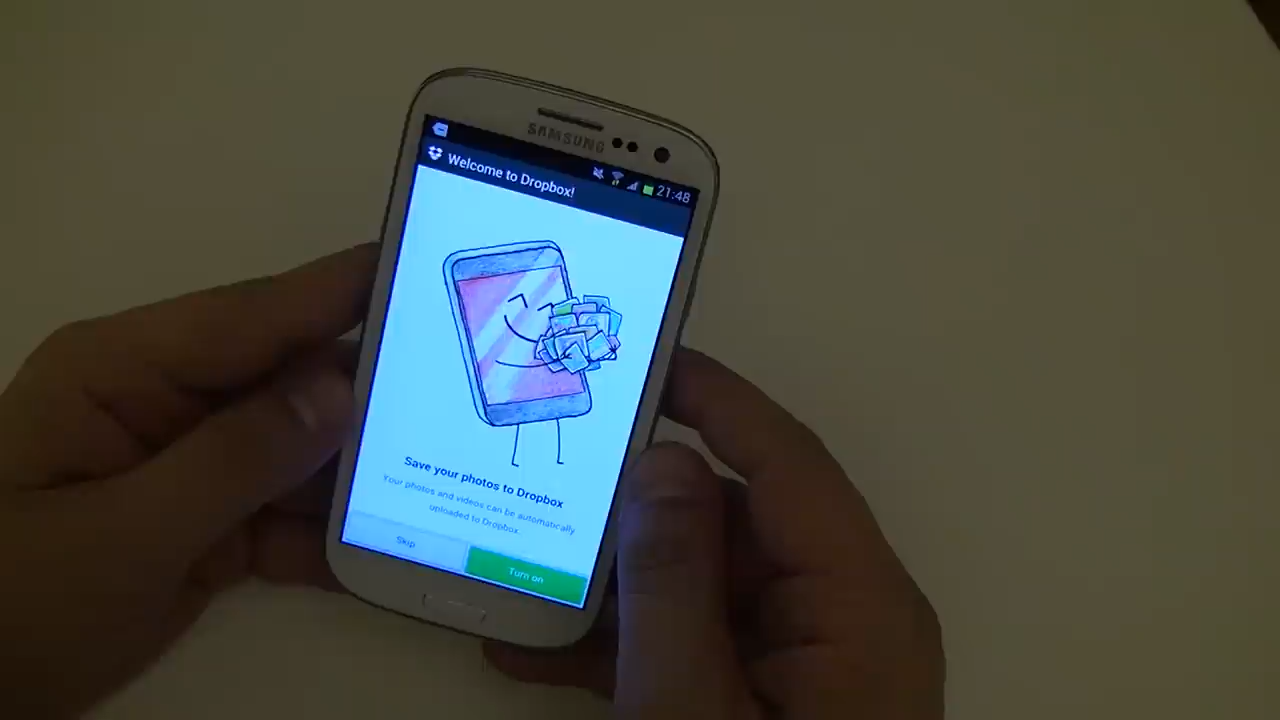 SAMSUNG
21:48
Welcome to Dropbox!
Save your photos to Dropbox
Your photos and videos can be automatically
uploaded to Dropbox.
Skip
Turn on